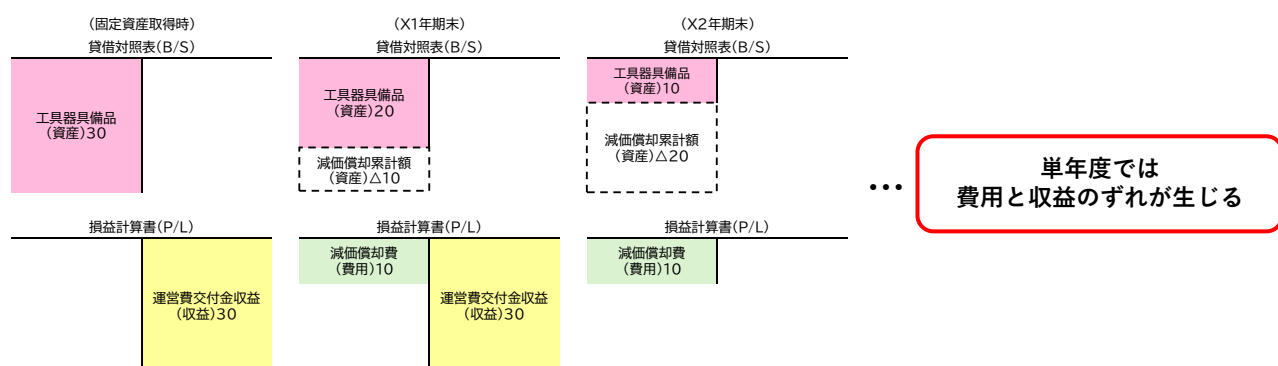 (固定資産取得時)
貸借対照表(B/S)
工具器具備品
(資産)30
損益計算書(P/L)
運営費交付金収益
(収益)30
(X1年期末)
貸借対照表(B/S)
工具器具備品
(資産)20
減価償却累計額
(資産)△10
損益計算書(P/L)
減価償却費
(費用)10
運営費交付金収益
(収益)30
(X2年期末)
貸借対照表(B/S)
工具器具備品
(資産)10
減価償却累計額
(資産)△20
損益計算書(P/L)
減価償却費
(費用)10
…
単年度では
費用と収益のずれが生じる